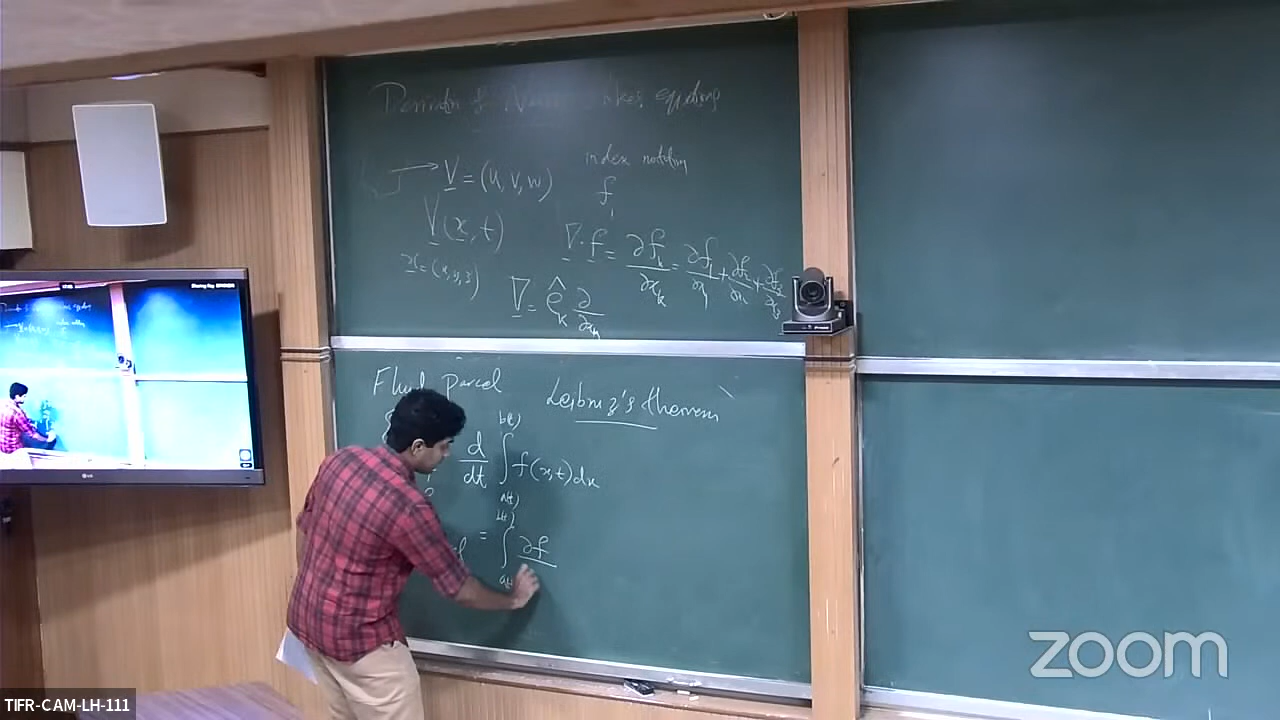 Derivation of Navier Stokes equations
V = (u, v, w)
index notation
f
V(x, t)
x = (x, y, z)
∇ · f = ∂f_k/∂x_k = ∂f_1/∂x_1 + ∂f_2/∂x_2 + ∂f_3/∂x_3
∇ = ê_k ∂/∂x_k
Fluid parcel
Leibniz's theorem
d/dt ∫_{a(t)}^{b(t)} f(x,t) dx
= ∫_{a(t)}^{b(t)} ∂f
zoom
TIFR-CAM-LH-111